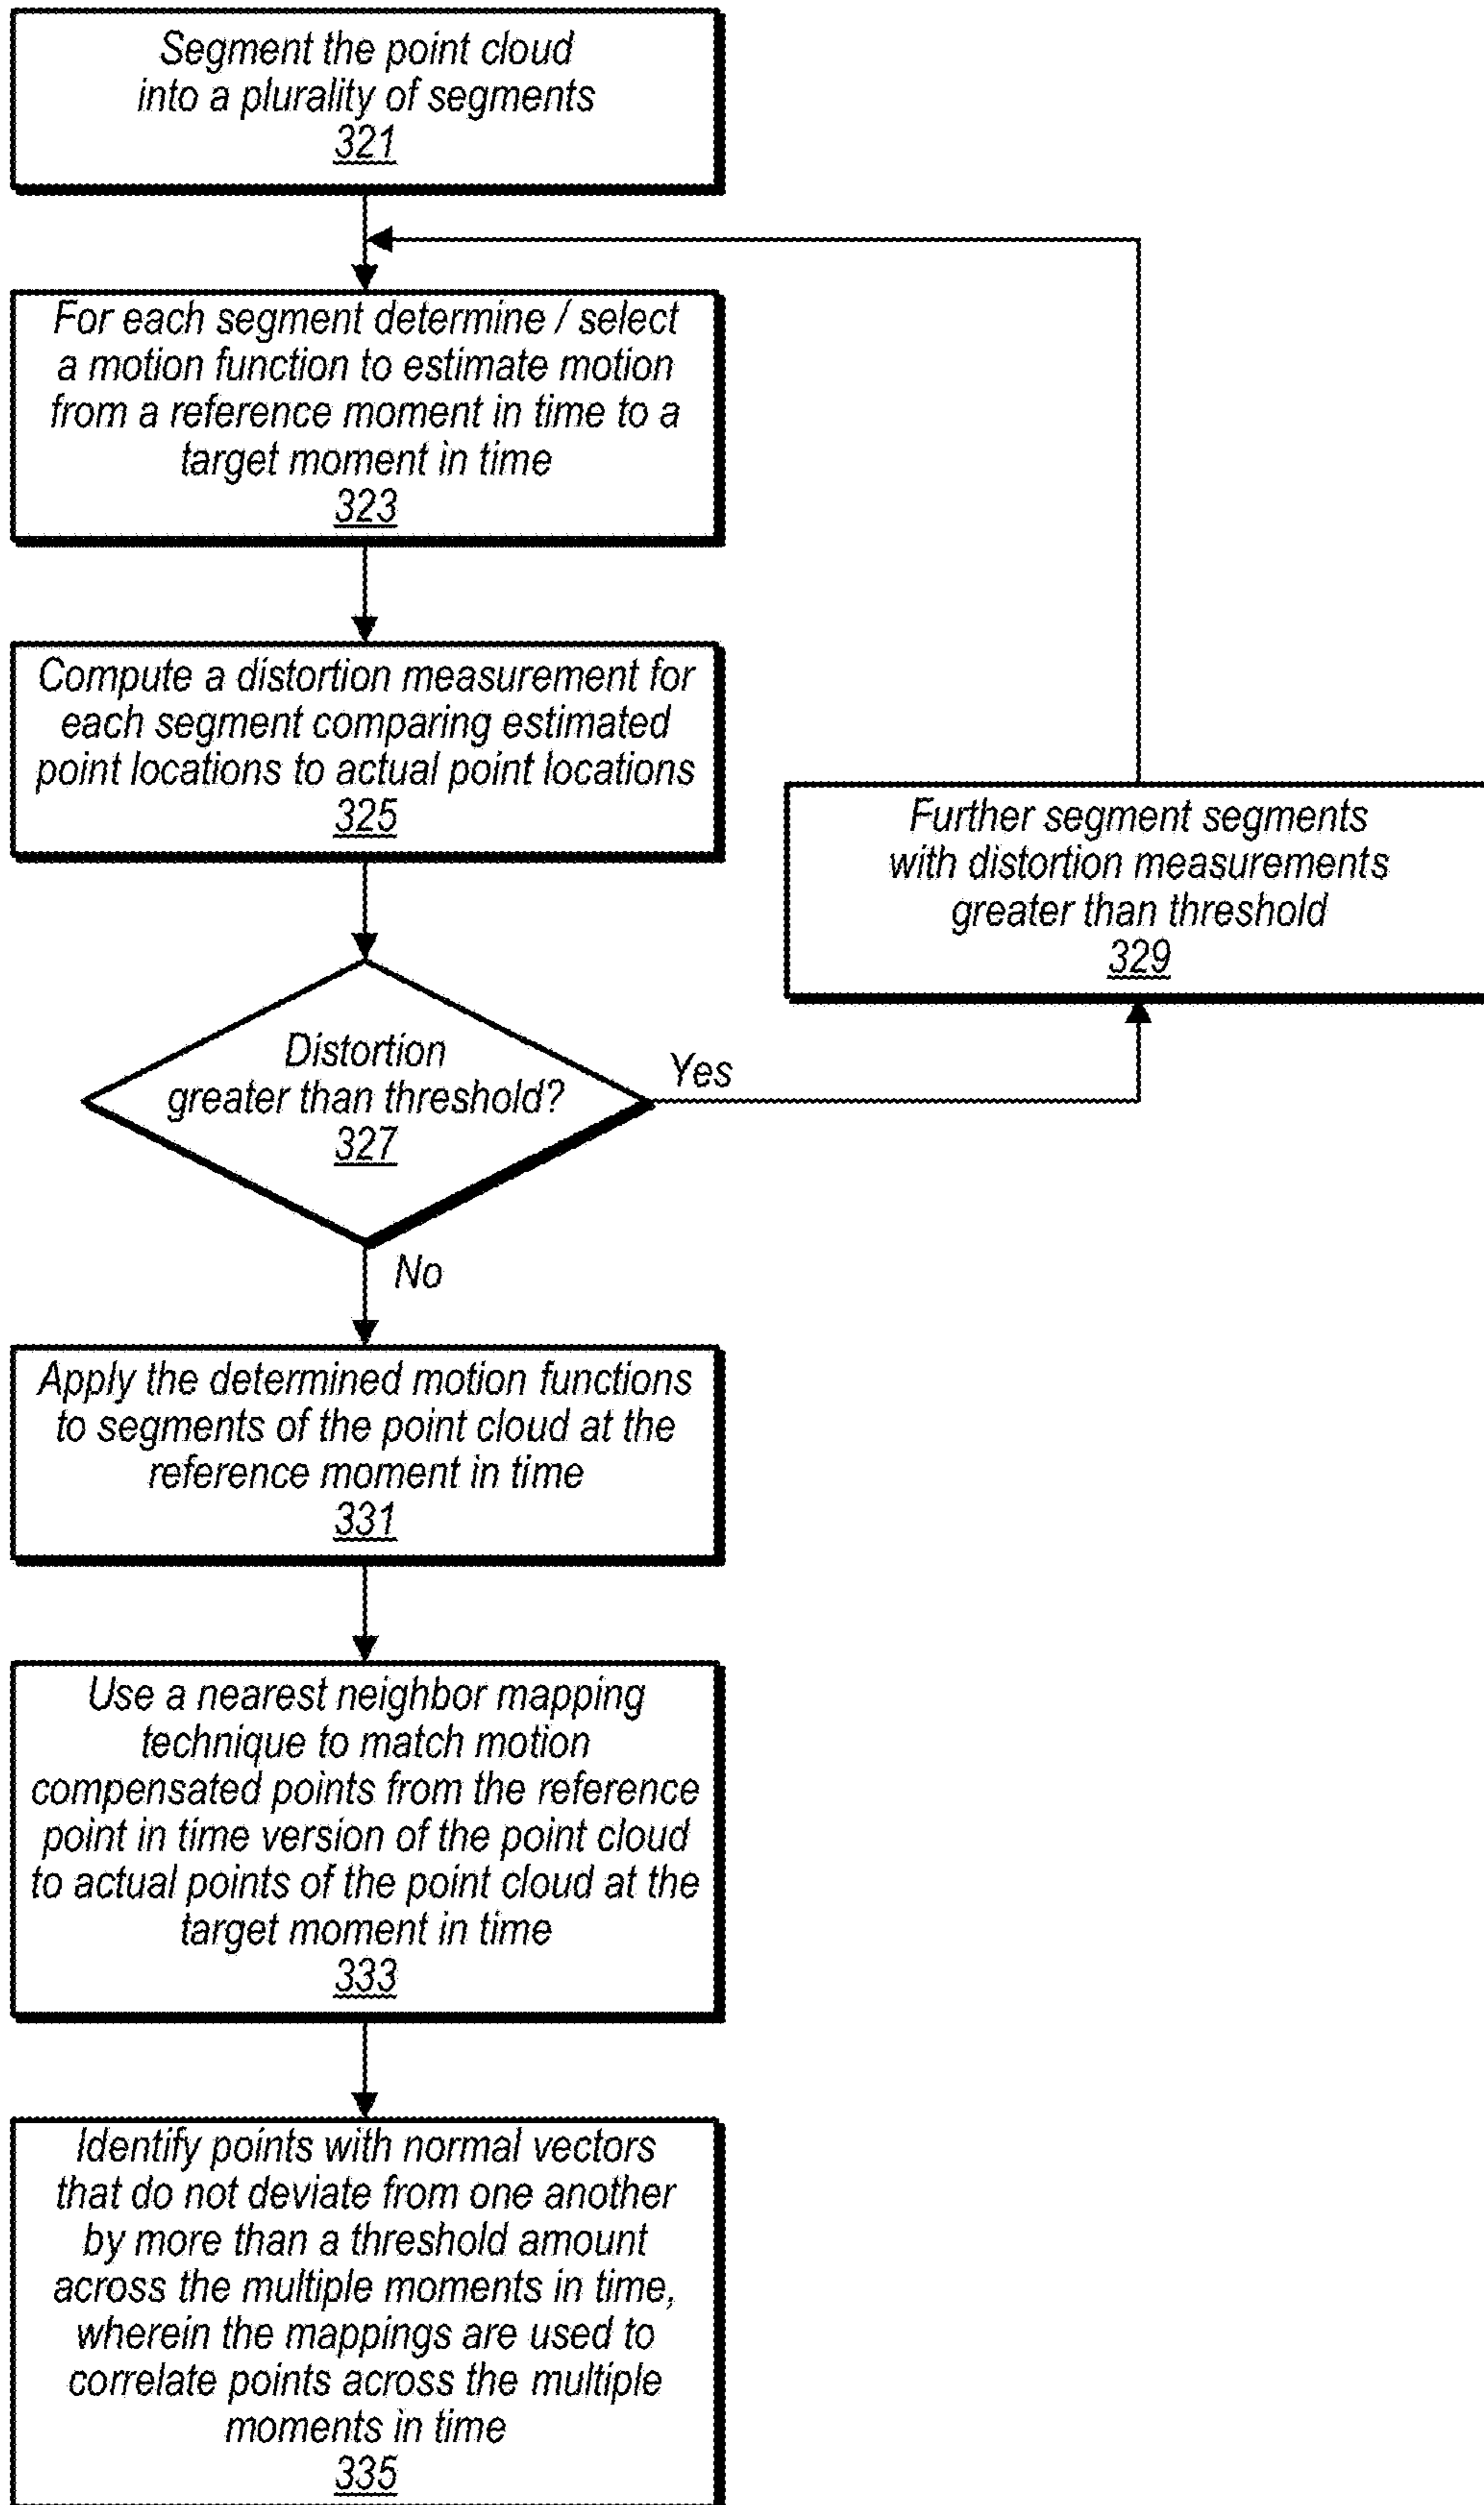 Segment the point cloud
into a plurality of segments
321
For each segment determine / select
a motion function to estimate motion
from a reference moment in time to a
target moment in time
323
Compute a distortion measurement for
each segment comparing estimated
point locations to actual point locations
325
Further segment segments
with distortion measurements
greater than threshold
329
Distortion
greater than threshold?
327
Yes
No
Apply the determined motion functions
to segments of the point cloud at the
reference moment in time
331
Use a nearest neighbor mapping
technique to match motion
compensated points from the reference
point in time version of the point cloud
to actual points of the point cloud at the
target moment in time
333
Identify points with normal vectors
that do not deviate from one another
by more than a threshold amount
across the multiple moments in time,
wherein the mappings are used to
correlate points across the multiple
moments in time
335